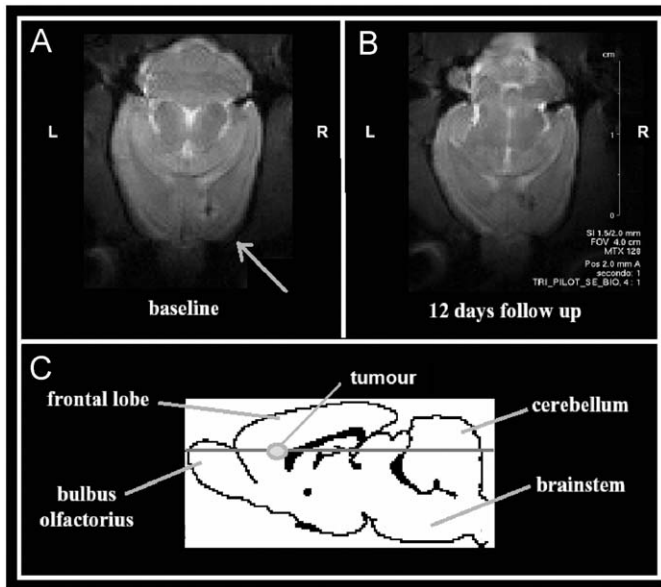 A
B
cm
L
R
L
R
1
0
SI 1.5/2.0 mm
FOV 4.0 cm
MTX 128
Pos 2.0 mm A
secondo: 1
TRI_PILOT_SE_BIO, 4 : 1
baseline
12 days follow up
C
tumour
frontal lobe
cerebellum
bulbus
olfactorius
brainstem